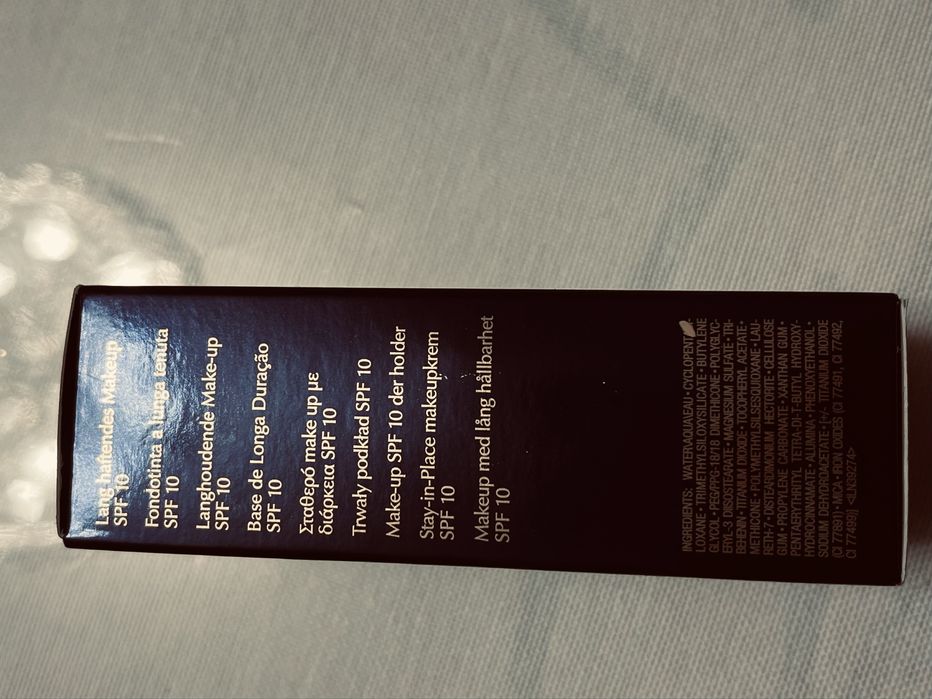 Lang haftendes Makeup
SPF 10
Fondotinta a lunga tenuta
SPF 10
Langhoudende Make-up
SPF 10
Base de Longa Duração
SPF 10
Σταθερό make up με
διάρκεια SPF 10
Trwały podkład SPF 10
Make-up SPF 10 der holder
Stay-in-Place makeupkrem
SPF 10
Makeup med lång hållbarhet
SPF 10
INGREDIENTS: WATER\AQUA\EAU • CYCLOPENTA-
SILOXANE • TRIMETHYLSILOXYSILICATE • BUTYLENE
GLYCOL • PEG/PPG-18/18 DIMETHICONE • POLYGLYC-
ERYL-3 DIISOSTEARATE • MAGNESIUM SULFATE • TRI-
BEHENIN • TITANIUM DIOXIDE • TOCOPHERYL ACETATE •
METHICONE • POLYMETHYLSILSESQUIOXANE • LAU-
RETH-7 • DISTEARDIMONIUM HECTORITE • CELLULOSE
GUM • PROPYLENE CARBONATE • XANTHAN GUM •
PENTAERYTHRITYL TETRA-DI-T-BUTYL HYDROXY-
HYDROCINNAMATE • ALUMINA • PHENOXYETHANOL •
SODIUM DEHYDROACETATE • [+/- TITANIUM DIOXIDE
(CI 77891) • MICA • IRON OXIDES (CI 77491, CI 77492,
CI 77499)]